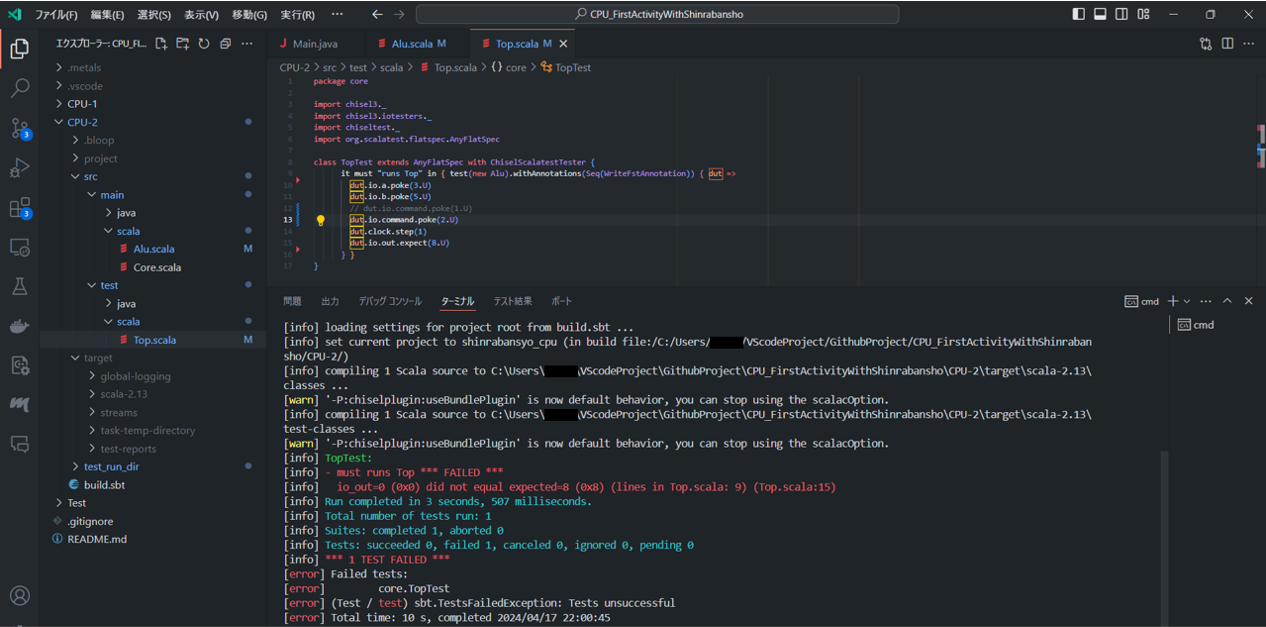 ファイル(F) 編集(E) 選択(S) 表示(V) 移動(G) 実行(R) ··· CPU_FirstActivityWithShinrabansho
エクスプローラー: CPU_FI...
.metals
.vscode
CPU-1
CPU-2
.bloop
project
src
main
java
scala
Alu.scala M
Core.scala
test
java
scala
Top.scala M
target
global-logging
scala-2.13
streams
task-temp-directory
test-reports
test_run_dir
build.sbt
Test
.gitignore
README.md
3
3
J Main.java Alu.scala M Top.scala M
CPU-2 > src > test > scala > Top.scala > {} core > TopTest
1 package core
2
3 import chisel3._
4 import chisel3.iotesters._
5 import chiseltest._
6 import org.scalatest.flatspec.AnyFlatSpec
7
8 class TopTest extends AnyFlatSpec with ChiselScalatestTester {
9 it must "runs Top" in { test(new Alu).withAnnotations(Seq(WriteFstAnnotation)) { dut =>
10 dut.io.a.poke(3.U)
11 dut.io.b.poke(5.U)
12 // dut.io.command.poke(1.U)
13 dut.io.command.poke(2.U)
14 dut.clock.step(1)
15 dut.io.out.expect(8.U)
16 } }
17 }
問題 出力 デバッグ コンソール ターミナル テスト結果 ポート cmd
cmd
[info] loading settings for project root from build.sbt ...
[info] set current project to shinrabansyo_cpu (in build file:/C:/Users/ /VScodeProject/GithubProject/CPU_FirstActivityWithShinraban
sho/CPU-2/)
[info] compiling 1 Scala source to C:\Users\ \VScodeProject\GithubProject\CPU_FirstActivityWithShinrabansho\CPU-2\target\scala-2.13\
classes ...
[warn] '-P:chiselplugin:useBundlePlugin' is now default behavior, you can stop using the scalacOption.
[info] compiling 1 Scala source to C:\Users\ \VScodeProject\GithubProject\CPU_FirstActivityWithShinrabansho\CPU-2\target\scala-2.13\
test-classes ...
[warn] '-P:chiselplugin:useBundlePlugin' is now default behavior, you can stop using the scalacOption.
[info] TopTest:
[info] - must runs Top *** FAILED ***
[info] io_out=0 (0x0) did not equal expected=8 (0x8) (lines in Top.scala: 9) (Top.scala:15)
[info] Run completed in 3 seconds, 507 milliseconds.
[info] Total number of tests run: 1
[info] Suites: completed 1, aborted 0
[info] Tests: succeeded 0, failed 1, canceled 0, ignored 0, pending 0
[info] *** 1 TEST FAILED ***
[error] Failed tests:
[error] core.TopTest
[error] (Test / test) sbt.TestsFailedException: Tests unsuccessful
[error] Total time: 10 s, completed 2024/04/17 22:00:45